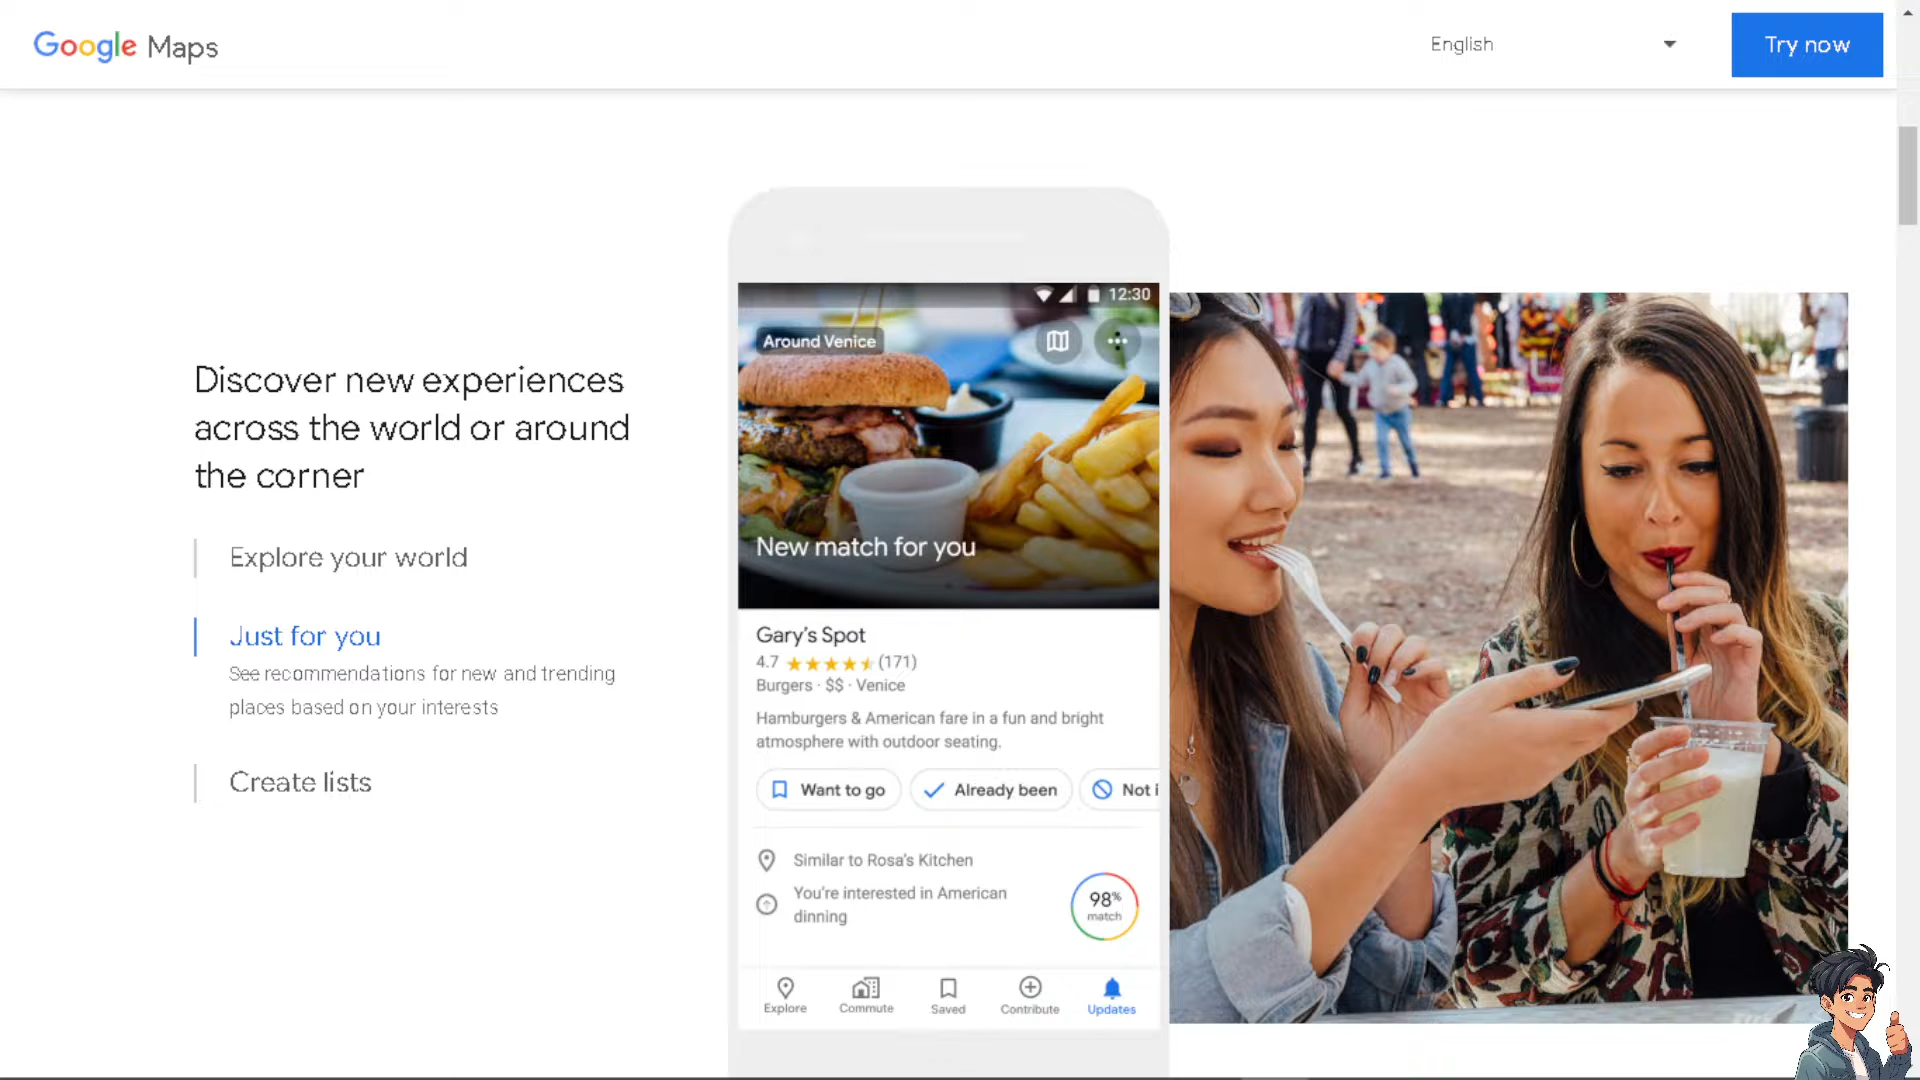 Google Maps
English
Try now
Discover new experiences
across the world or around
the corner
Explore your world
Just for you
See recommendations for new and trending
places based on your interests
Create lists
12:30
Around Venice
New match for you
Gary's Spot
4.7 (171)
Burgers · $$ · Venice
Hamburgers & American fare in a fun and bright
atmosphere with outdoor seating.
Want to go
Already been
Not i
Similar to Rosa's Kitchen
You're interested in American
dinning
98%
match
Explore
Commute
Saved
Contribute
Updates